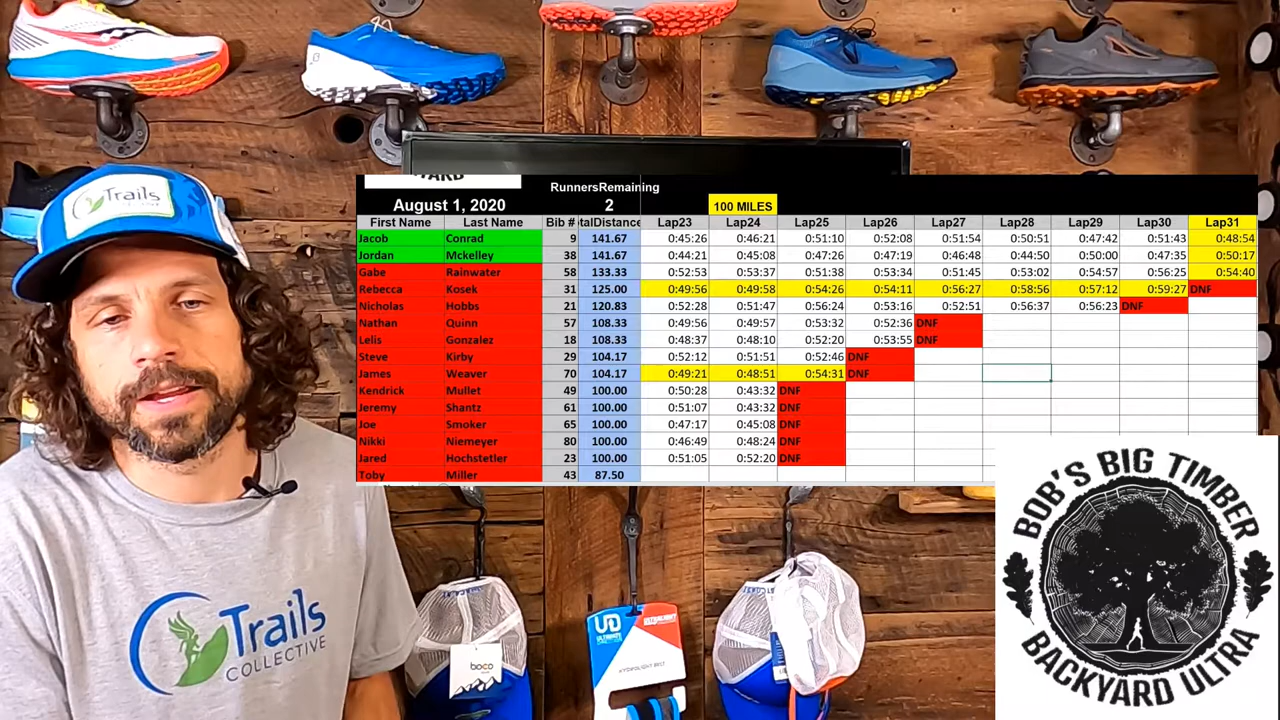 RunnersRemaining
August 1, 2020 2 100 MILES
First Name Last Name Bib # talDistance Lap23 Lap24 Lap25 Lap26 Lap27 Lap28 Lap29 Lap30 Lap31
Jacob Conrad 9 141.67 0:45:26 0:46:21 0:51:10 0:52:08 0:51:54 0:50:51 0:47:42 0:51:43 0:48:54
Jordan Mckelley 38 141.67 0:44:21 0:45:08 0:47:26 0:47:19 0:46:48 0:44:50 0:50:00 0:47:35 0:50:17
Gabe Rainwater 58 133.33 0:52:53 0:53:37 0:51:38 0:53:34 0:51:45 0:53:02 0:54:57 0:56:25 0:54:40
Rebecca Kosek 31 125.00 0:49:56 0:49:58 0:54:26 0:54:11 0:56:27 0:58:56 0:57:12 0:59:27 DNF
Nicholas Hobbs 21 120.83 0:52:28 0:51:47 0:56:24 0:53:16 0:52:51 0:56:37 0:56:23 DNF
Nathan Quinn 57 108.33 0:49:56 0:49:57 0:53:32 0:52:36 DNF
Lelis Gonzalez 18 108.33 0:48:37 0:48:10 0:52:20 0:53:55 DNF
Steve Kirby 29 104.17 0:52:12 0:51:51 0:52:46 DNF
James Weaver 70 104.17 0:49:21 0:48:51 0:54:31 DNF
Kendrick Mullet 49 100.00 0:50:28 0:43:32 DNF
Jeremy Shantz 61 100.00 0:51:07 0:43:32 DNF
Joe Smoker 65 100.00 0:47:17 0:45:08 DNF
Nikki Niemeyer 80 100.00 0:46:49 0:48:24 DNF
Jared Hochstetler 23 100.00 0:51:05 0:52:20 DNF
Toby Miller 43 87.50
Trails
Trails
COLLECTIVE
boco
UD
ULTIMATE
BOB'S BIG TIMBER
BACKYARD ULTRA